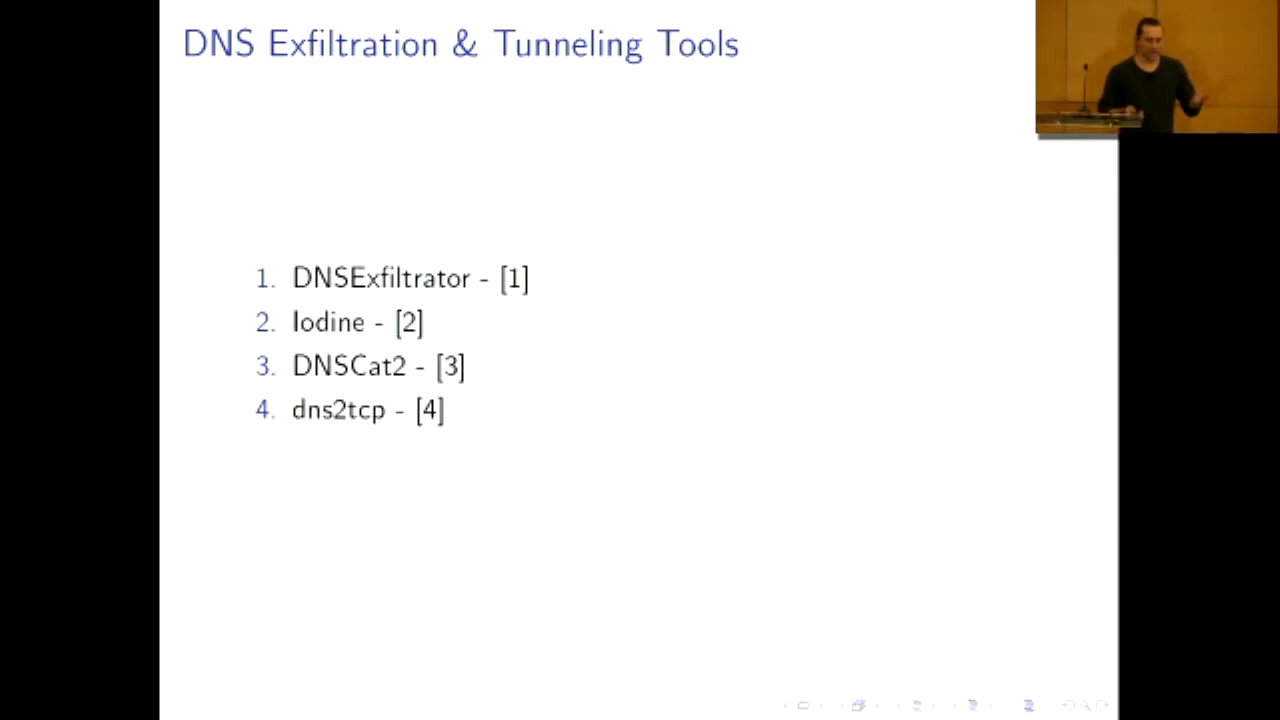 DNS Exfiltration & Tunneling Tools
1. DNSExfiltrator - [1]
2. Iodine - [2]
3. DNSCat2 - [3]
4. dns2tcp - [4]